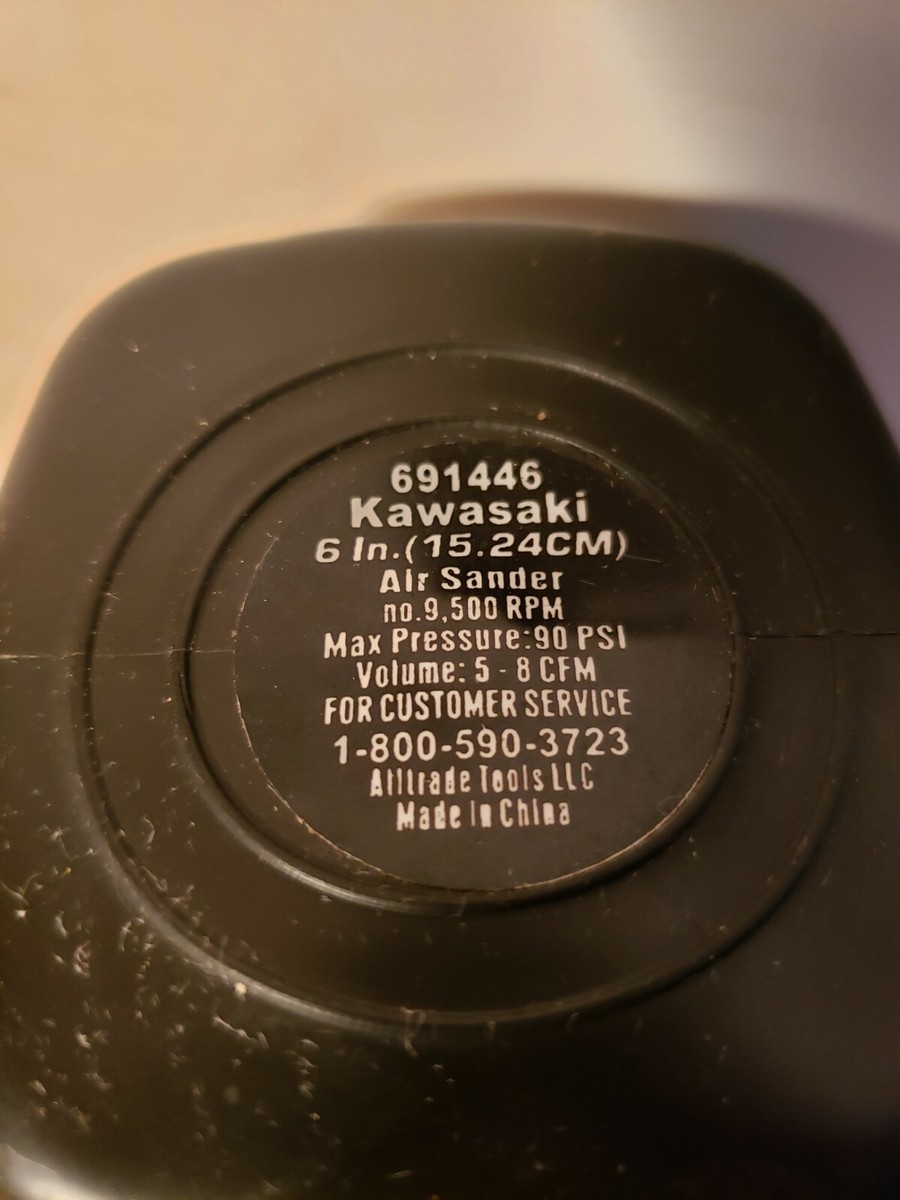 691446
Kawasaki
6 In.(15.24CM)
Air Sander
no.9,500 RPM
Max Pressure:90 PSI
Volume: 5 - 8 CFM
FOR CUSTOMER SERVICE
1-800-590-3723
Alltrade Tools LLC
Made In China